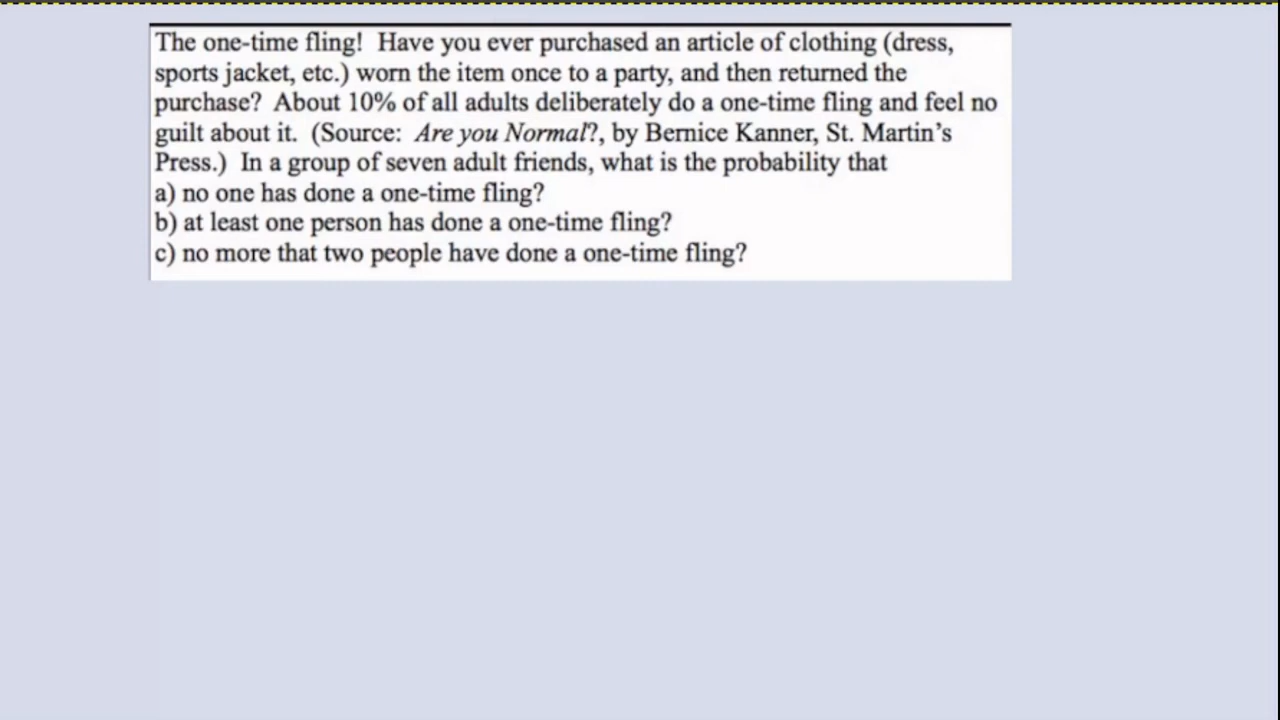 The one-time fling! Have you ever purchased an article of clothing (dress,
sports jacket, etc.) worn the item once to a party, and then returned the
purchase? About 10% of all adults deliberately do a one-time fling and feel no
guilt about it. (Source: Are you Normal?, by Bernice Kanner, St. Martin's
Press.) In a group of seven adult friends, what is the probability that
a) no one has done a one-time fling?
b) at least one person has done a one-time fling?
c) no more that two people have done a one-time fling?